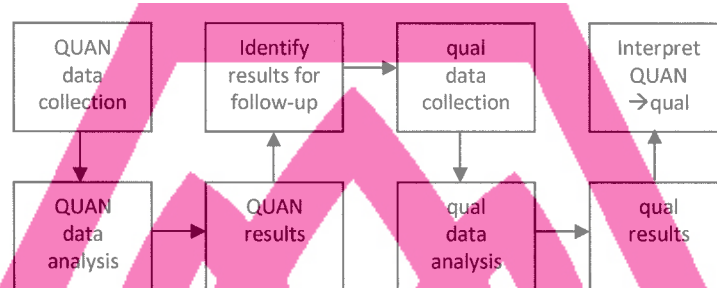 QUAN
data
collection
Identify
results for
follow-up
qual
data
collection
Interpret
QUAN
→qual
QUAN
data
analysis
QUAN
results
qual
data
analysis
qual
results